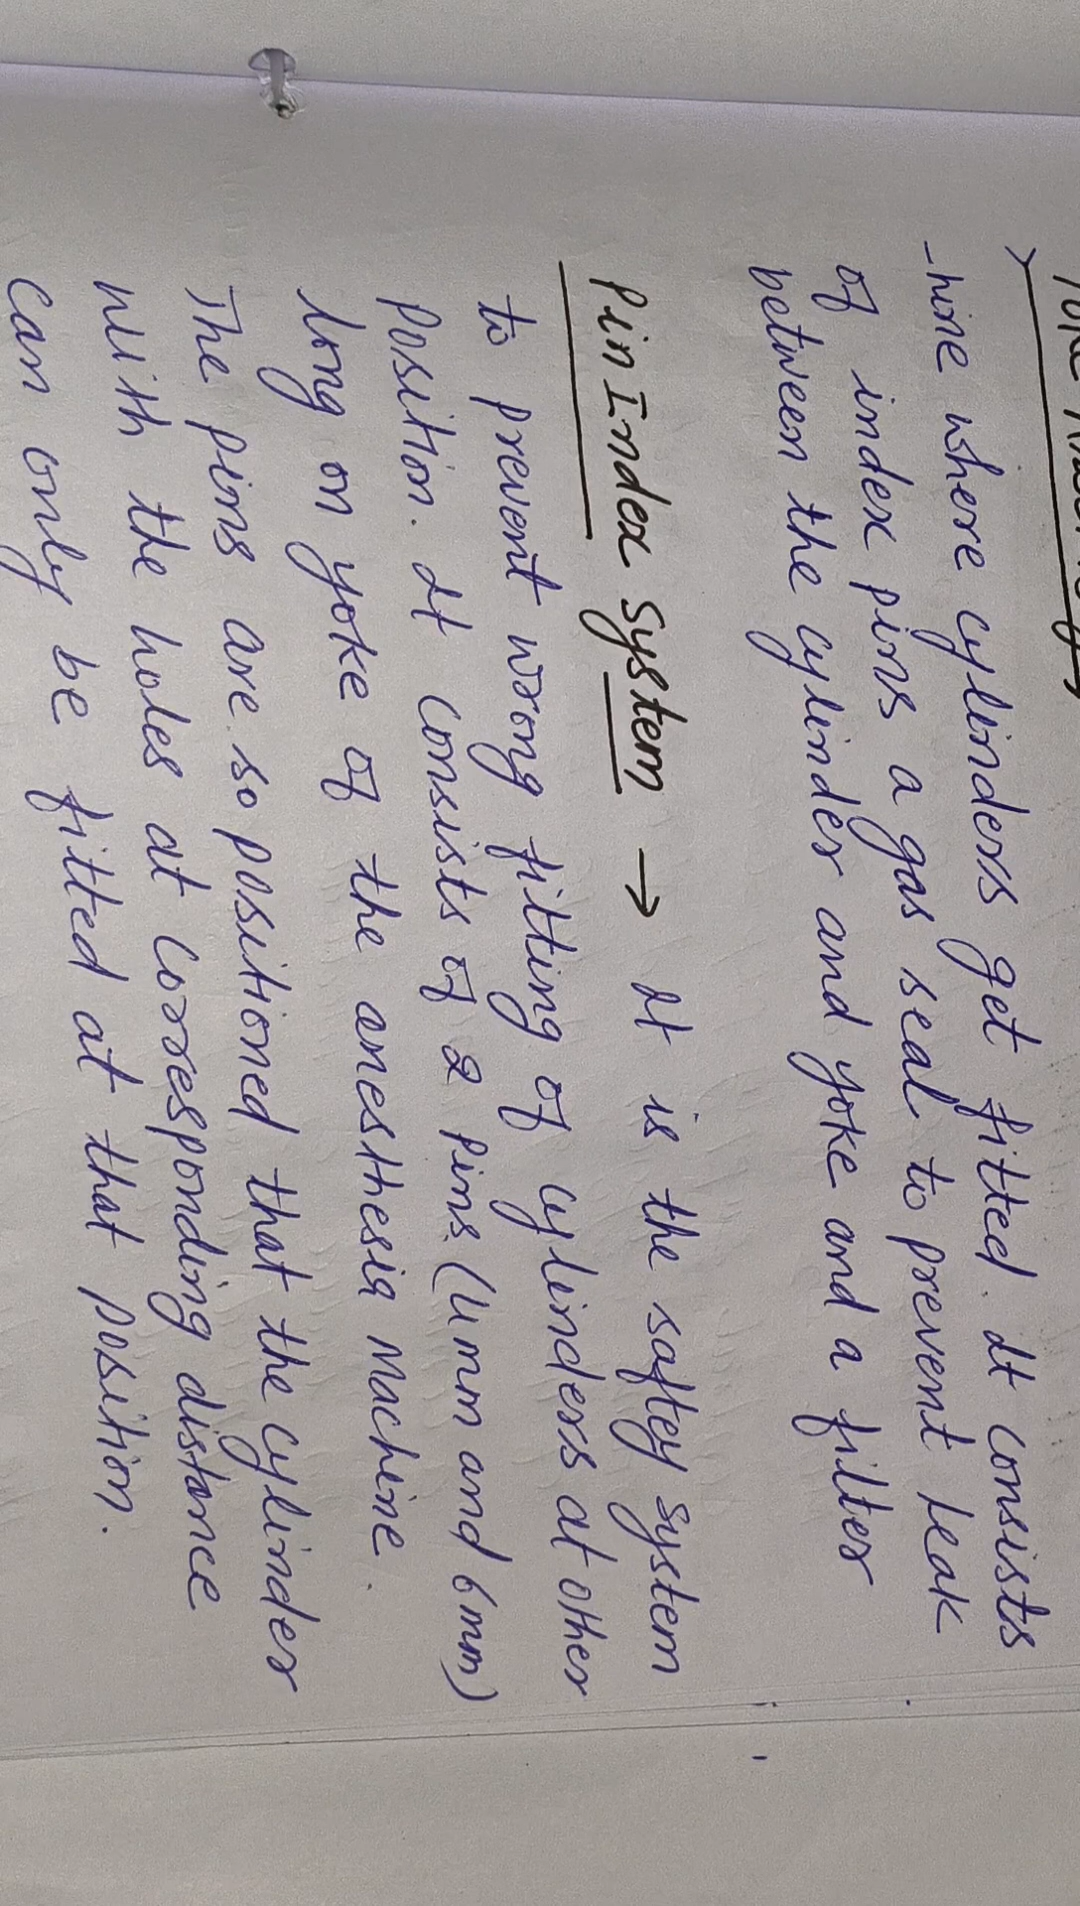 -hine where cylinders get fitted. It consists
of index pins a gas seal to prevent leak
between the cylinder and yoke and a filter
Pin Index System → It is the saftey system
to prevent wrong fitting of cylinders at other
position. It consists of 2 pins (4mm and 6mm)
long on yoke of the anesthesia machine.
The pins are so positioned that the cylinder
with the holes at corresponding distance
can only be fitted at that position.